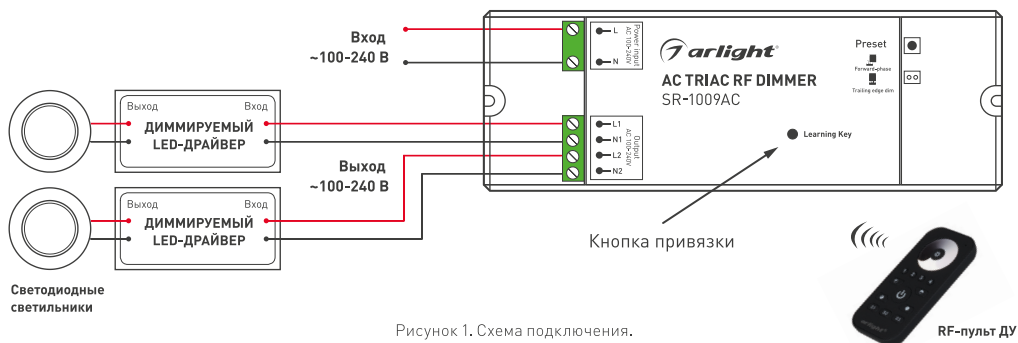 Вход
~100-240 В
L
N
Power input
AC 100-240V
arlight®
AC TRIAC RF DIMMER
SR-1009AC
Preset
Forward-phase
Trailing edge dim
Learning Key
L1
N1
L2
N2
Output
AC 100-240V
Выход Вход
ДИММИРУЕМЫЙ
LED-ДРАЙВЕР
Выход
~100-240 В
Выход Вход
ДИММИРУЕМЫЙ
LED-ДРАЙВЕР
Светодиодные
светильники
Кнопка привязки
RF-пульт ДУ
Рисунок 1. Схема подключения.